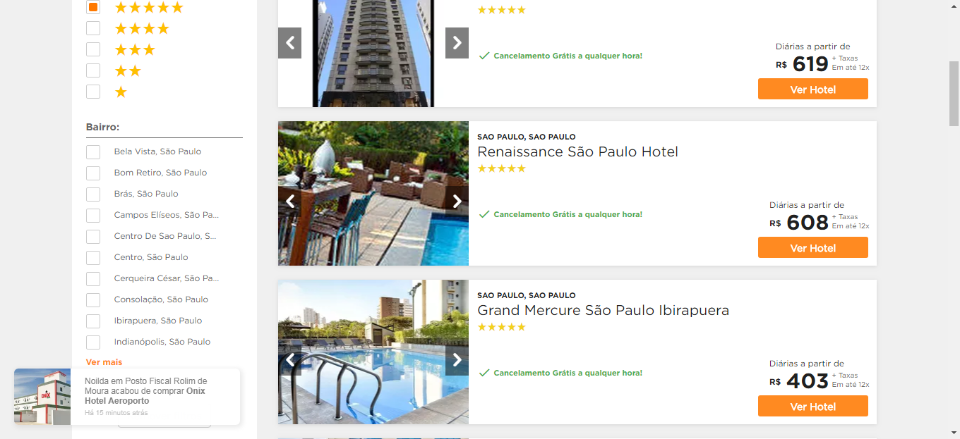 Bairro:
Bela Vista, São Paulo
Bom Retiro, São Paulo
Brás, São Paulo
Campos Elíseos, São Pa...
Centro De Sao Paulo, S...
Centro, São Paulo
Cerqueira César, São Pa...
Consolação, São Paulo
Ibirapuera, São Paulo
Indianópolis, São Paulo
Ver mais
Noilda em Posto Fiscal Rolim de
Moura acabou de comprar Onix
Hotel Aeroporto
Há 15 minutos atrás
Cancelamento Grátis a qualquer hora!
Diárias a partir de
R$ 619 + Taxas
Em até 12x
Ver Hotel
SAO PAULO, SAO PAULO
Renaissance São Paulo Hotel
Cancelamento Grátis a qualquer hora!
Diárias a partir de
R$ 608 + Taxas
Em até 12x
Ver Hotel
SAO PAULO, SAO PAULO
Grand Mercure São Paulo Ibirapuera
Cancelamento Grátis a qualquer hora!
Diárias a partir de
R$ 403 + Taxas
Em até 12x
Ver Hotel